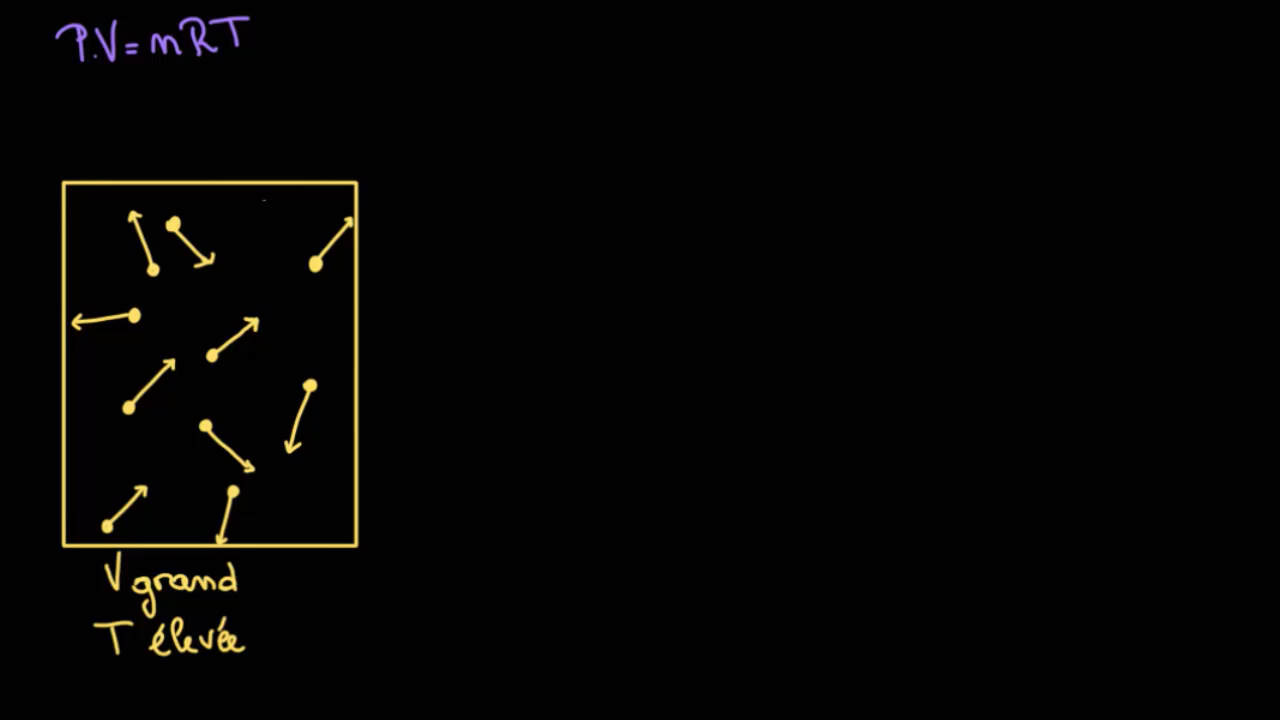 P.V = nRT
V grand
T élevée